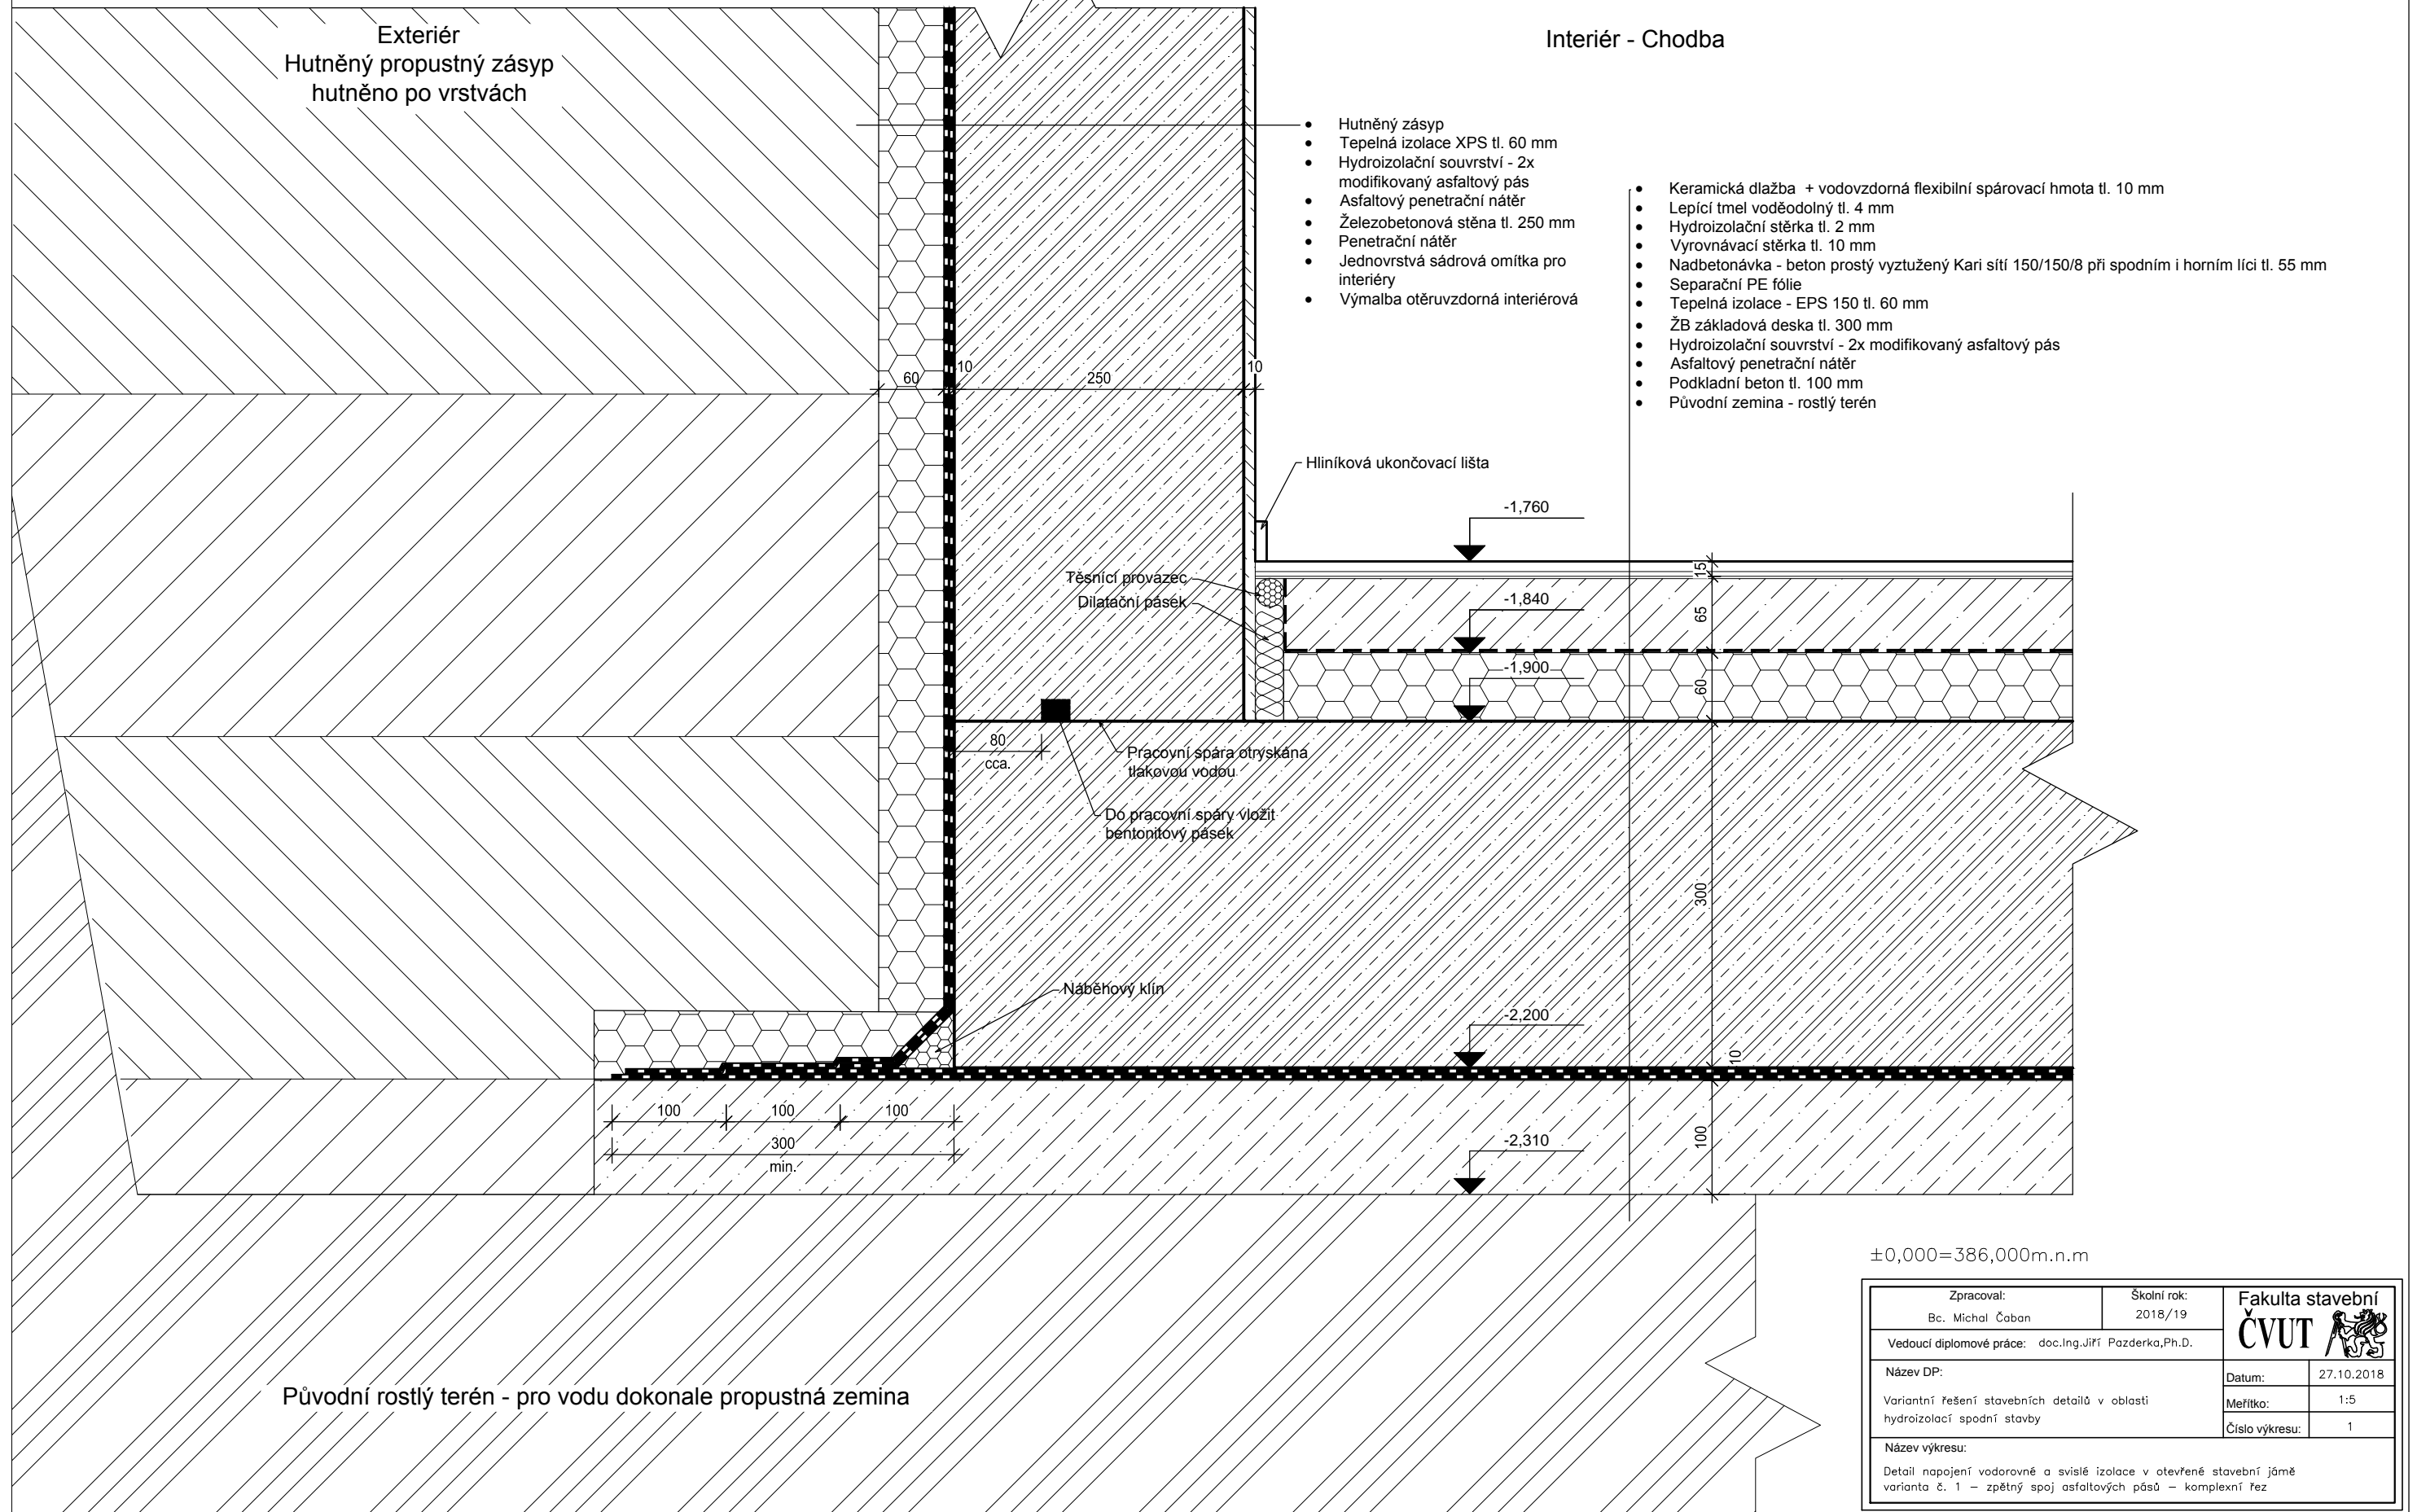 Exteriér
Hutněný propustný zásyp
hutněno po vrstvách
Interiér - Chodba
• Hutněný zásyp
• Tepelná izolace XPS tl. 60 mm
• Hydroizolační souvrství - 2x
modifikovaný asfaltový pás
• Asfaltový penetrační nátěr
• Železobetonová stěna tl. 250 mm
• Penetrační nátěr
• Jednovrstvá sádrová omítka pro
interiéry
• Výmalba otěruvzdorná interiérová
• Keramická dlažba + vodovzdorná flexibilní spárovací hmota tl. 10 mm
• Lepící tmel voděodolný tl. 4 mm
• Hydroizolační stěrka tl. 2 mm
• Vyrovnávací stěrka tl. 10 mm
• Nadbetonávka - beton prostý vyztužený Kari sítí 150/150/8 při spodním i horním líci tl. 55 mm
• Separační PE fólie
• Tepelná izolace - EPS 150 tl. 60 mm
• ŽB základová deska tl. 300 mm
• Hydroizolační souvrství - 2x modifikovaný asfaltový pás
• Asfaltový penetrační nátěr
• Podkladní beton tl. 100 mm
• Původní zemina - rostlý terén
60
10
250
10
Hliníková ukončovací lišta
-1,760
15
Těsnící provazec
Dilatační pásek
-1,840
65
-1,900
60
80
cca.
Pracovní spára otryskána
tlakovou vodou
Do pracovní spáry vložit
bentonitový pásek
300
Náběhový klín
-2,200
10
100
100
100
300
min.
-2,310
100
Původní rostlý terén - pro vodu dokonale propustná zemina
±0,000=386,000m.n.m
Zpracoval:
Bc. Michal Čaban
Školní rok:
2018/19
Fakulta stavební
ČVUT
Vedoucí diplomové práce: doc.Ing.Jiří Pazderka,Ph.D.
Název DP:
Variantní řešení stavebních detailů v oblasti
hydroizolací spodní stavby
Datum: 27.10.2018
Meřítko: 1:5
Číslo výkresu: 1
Název výkresu:
Detail napojení vodorovné a svislé izolace v otevřené stavební jámě
varianta č. 1 – zpětný spoj asfaltových pásů – komplexní řez